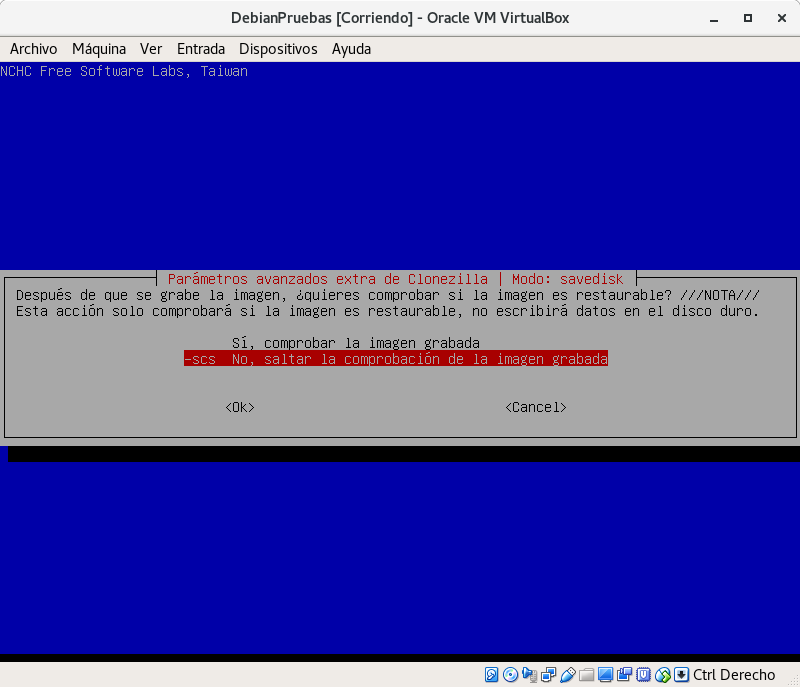 DebianPruebas [Corriendo] - Oracle VM VirtualBox
Archivo Máquina Ver Entrada Dispositivos Ayuda
NCHC Free Software Labs, Taiwan
Parámetros avanzados extra de Clonezilla | Modo: savedisk
Después de que se grabe la imagen, ¿quieres comprobar si la imagen es restaurable? ///NOTA///
Esta acción solo comprobará si la imagen es restaurable, no escribirá datos en el disco duro.
Sí, comprobar la imagen grabada
-scs No, saltar la comprobación de la imagen grabada
<Ok> <Cancel>
Ctrl Derecho